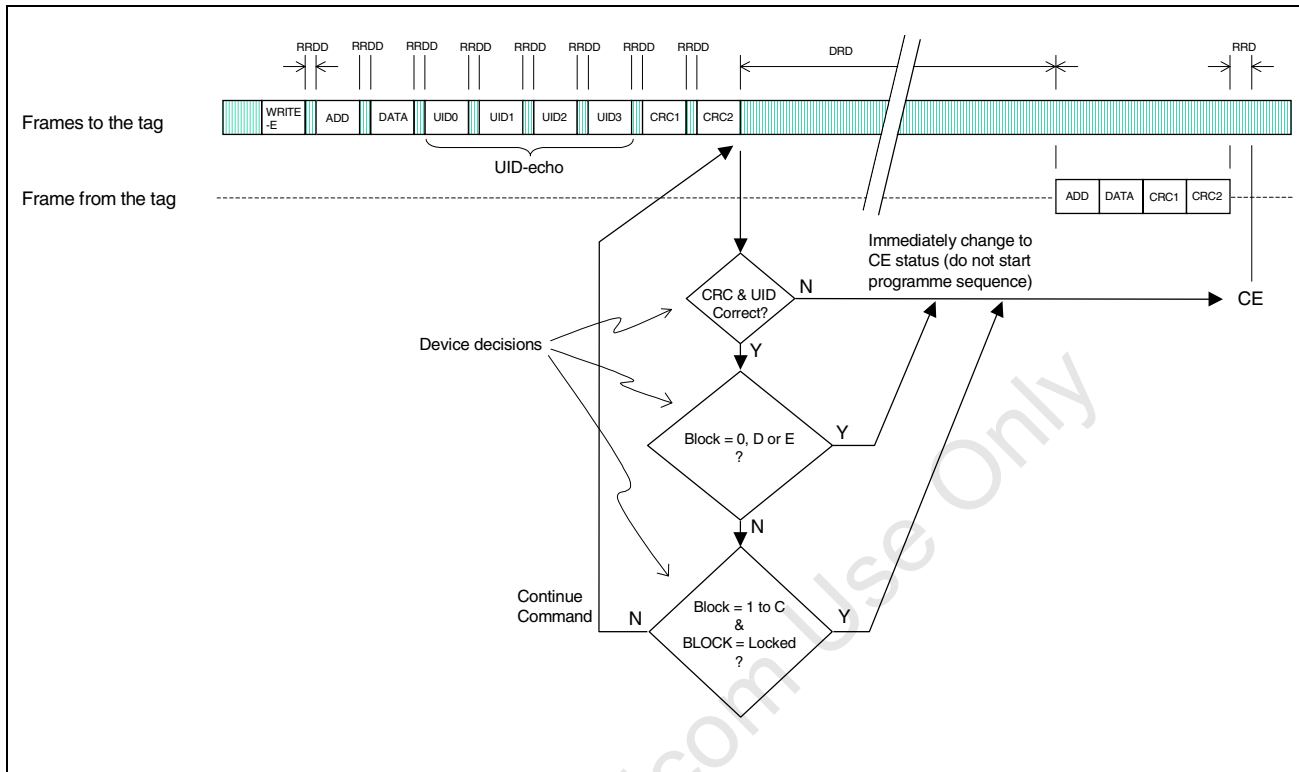 RRDD RRDD RRDD RRDD RRDD RRDD RRDD RRDD DRD RRD
Frames to the tag
WRITE
-E
ADD DATA UID0 UID1 UID2 UID3 CRC1 CRC2
UID-echo
Frame from the tag
ADD DATA CRC1 CRC2
Immediately change to
CE status (do not start
programme sequence)
CRC & UID
Correct?
N
CE
Y
Device decisions
Block = 0, D or E
?
Y
N
Continue
Command
N
Block = 1 to C
&
BLOCK = Locked
?
Y
com Use Only